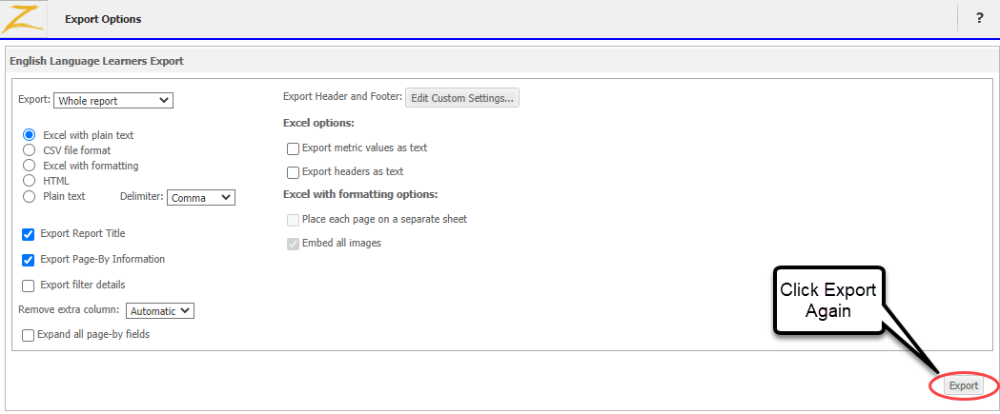 Export Options
?
English Language Learners Export
Export: Whole report
Excel with plain text
CSV file format
Excel with formatting
HTML
Plain text Delimiter: Comma
Export Report Title
Export Page-By Information
Export filter details
Remove extra column: Automatic
Expand all page-by fields
Export Header and Footer: Edit Custom Settings...
Excel options:
Export metric values as text
Export headers as text
Excel with formatting options:
Place each page on a separate sheet
Embed all images
Click Export
Again
Export